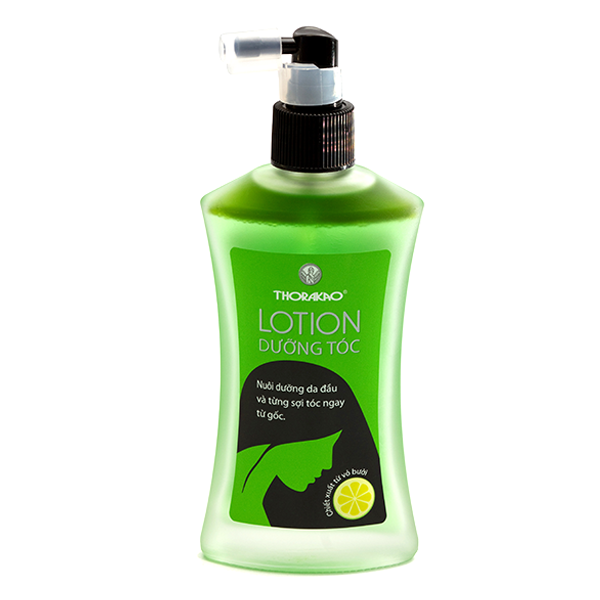 THORAKAO®
LOTION
DƯỠNG TÓC
Nuôi dưỡng da đầu
và từng sợi tóc ngay
từ gốc.
Chiết xuất từ vỏ bưởi